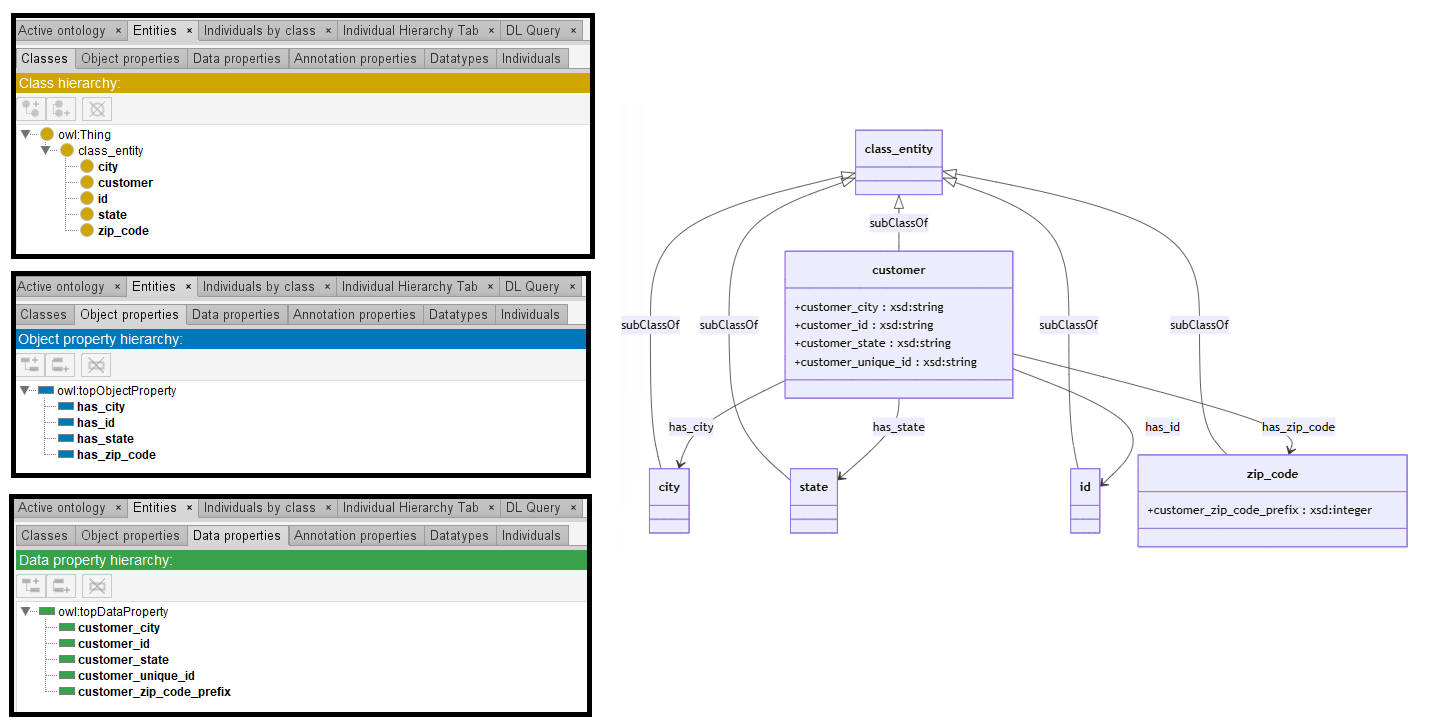 Active ontology × Entities × Individuals by class × Individual Hierarchy Tab × DL Query ×
Classes Object properties Data properties Annotation properties Datatypes Individuals
Class hierarchy:
owl:Thing
class_entity
city
customer
id
state
zip_code
Active ontology × Entities × Individuals by class × Individual Hierarchy Tab × DL Query ×
Classes Object properties Data properties Annotation properties Datatypes Individuals
Object property hierarchy:
owl:topObjectProperty
has_city
has_id
has_state
has_zip_code
Active ontology × Entities × Individuals by class × Individual Hierarchy Tab × DL Query ×
Classes Object properties Data properties Annotation properties Datatypes Individuals
Data property hierarchy:
owl:topDataProperty
customer_city
customer_id
customer_state
customer_unique_id
customer_zip_code_prefix
class_entity
subClassOf
customer
+customer_city : xsd:string
+customer_id : xsd:string
+customer_state : xsd:string
+customer_unique_id : xsd:string
subClassOf subClassOf subClassOf subClassOf
has_city has_state has_id has_zip_code
city state id zip_code
+customer_zip_code_prefix : xsd:integer